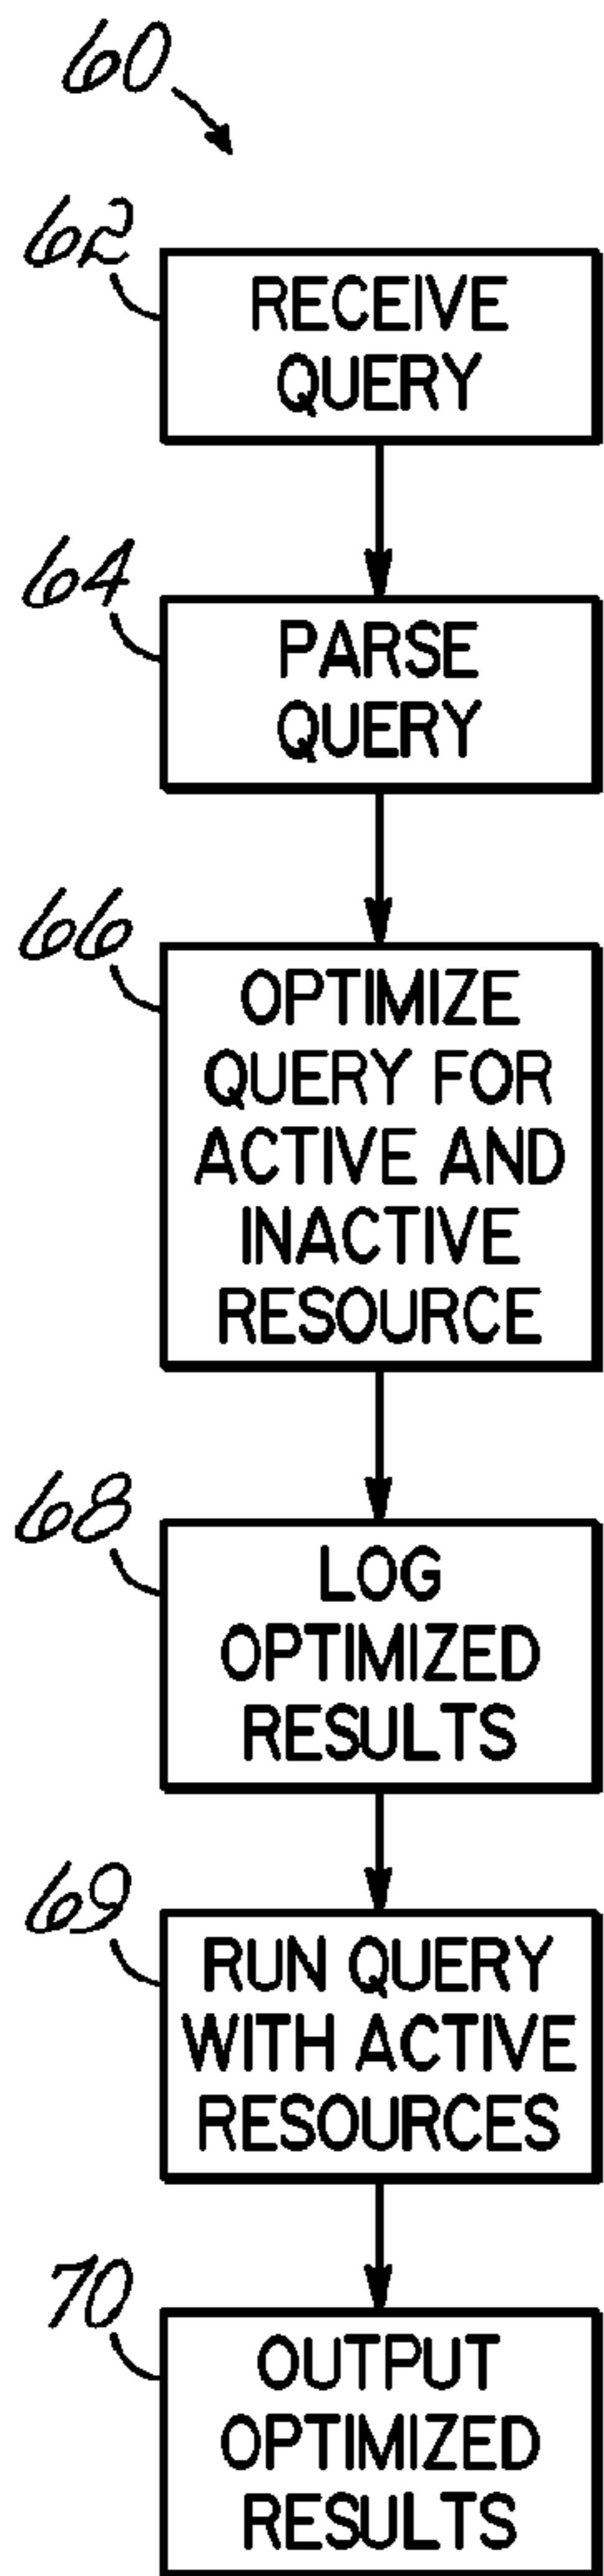 60
62
RECEIVE
QUERY
64
PARSE
QUERY
66
OPTIMIZE
QUERY FOR
ACTIVE AND
INACTIVE
RESOURCE
68
LOG
OPTIMIZED
RESULTS
69
RUN QUERY
WITH ACTIVE
RESOURCES
70
OUTPUT
OPTIMIZED
RESULTS